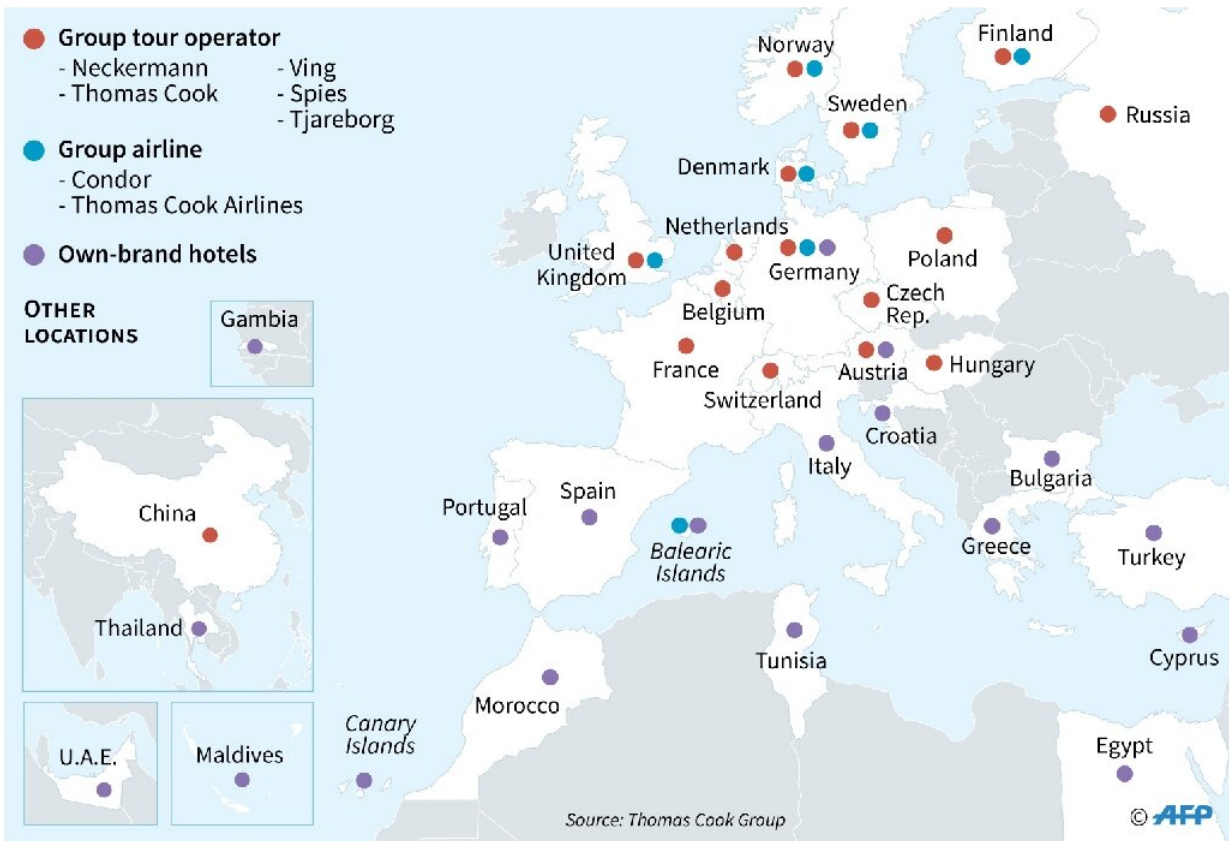 Group tour operator
- Neckermann
- Thomas Cook
- Ving
- Spies
- Tjareborg
Group airline
- Condor
- Thomas Cook Airlines
Own-brand hotels
OTHER
LOCATIONS
Gambia
China
Thailand
U.A.E.
Maldives
Norway
Finland
Sweden
Russia
Denmark
Netherlands
United
Kingdom
Germany
Poland
Belgium
Czech
Rep.
France
Austria
Hungary
Switzerland
Croatia
Italy
Bulgaria
Portugal
Spain
Balearic
Islands
Greece
Turkey
Tunisia
Cyprus
Morocco
Canary
Islands
Egypt
Source: Thomas Cook Group
© AFP